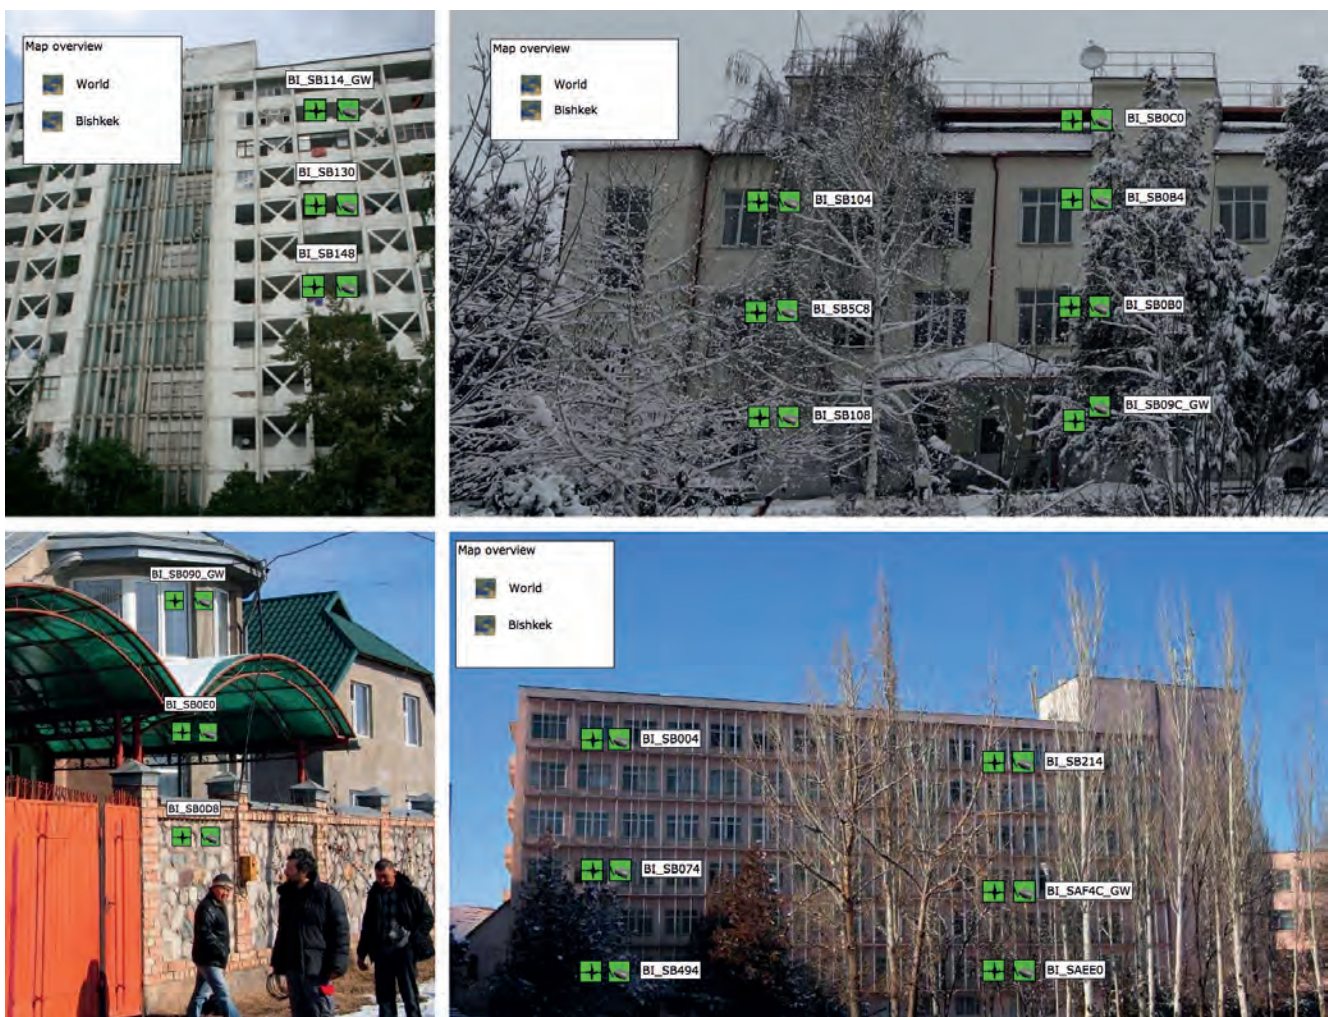 Map overview
World
Bishkek
BI_SB114_GW
BI_SB130
BI_SB148
Map overview
World
Bishkek
BI_SB0C0
BI_SB104
BI_SB0B4
BI_SB5C8
BI_SB0B0
BI_SB108
BI_SB09C_GW
BI_SB090_GW
BI_SB0E0
BI_SB0D8
Map overview
World
Bishkek
BI_SB004
BI_SB214
BI_SB074
BI_SAF4C_GW
BI_SB494
BI_SAEE0